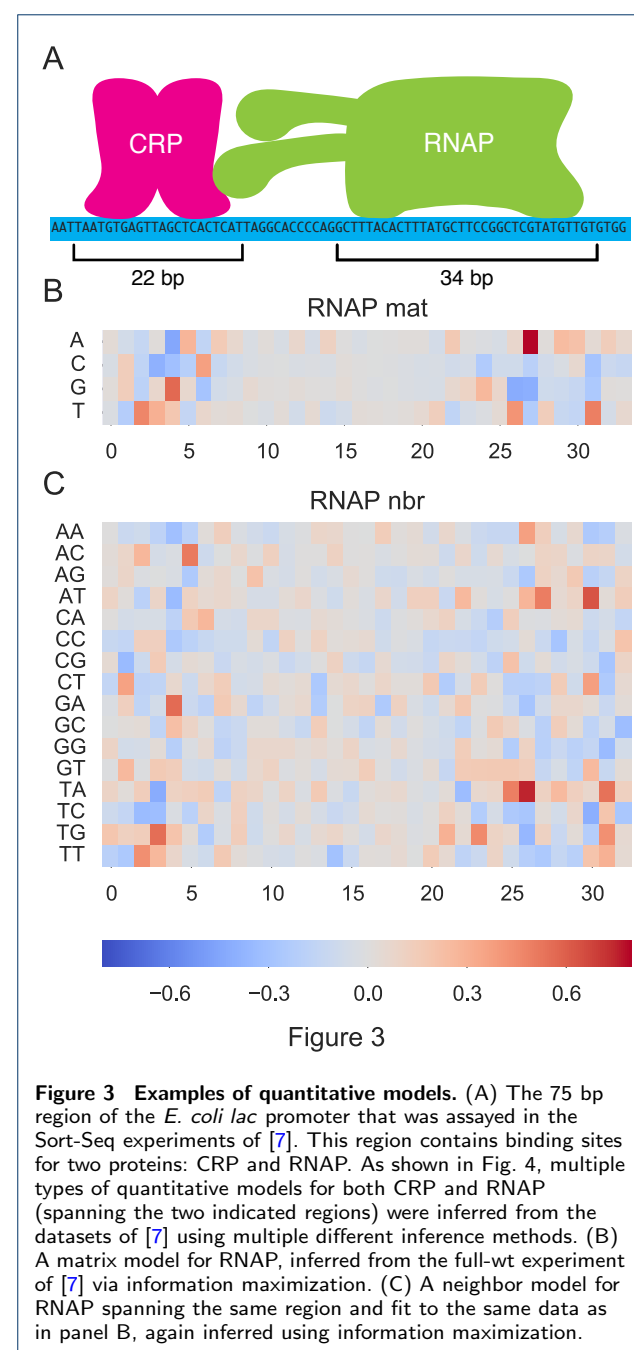 A
CRP
RNAP
AATTAATGTGAGTTAGCTCACTCATTAGGCACCCCAGGCTTTACACTTTATGCTTCCGGCTCGTATGTTGTGTGG
22 bp
34 bp
B
RNAP mat
A
C
G
T
0 5 10 15 20 25 30
C
RNAP nbr
AA
AC
AG
AT
CA
CC
CG
CT
GA
GC
GG
GT
TA
TC
TG
TT
0 5 10 15 20 25 30
−0.6 −0.3 0.0 0.3 0.6
Figure 3
Figure 3 Examples of quantitative models. (A) The 75 bp
region of the E. coli lac promoter that was assayed in the
Sort-Seq experiments of [7]. This region contains binding sites
for two proteins: CRP and RNAP. As shown in Fig. 4, multiple
types of quantitative models for both CRP and RNAP
(spanning the two indicated regions) were inferred from the
datasets of [7] using multiple different inference methods. (B)
A matrix model for RNAP, inferred from the full-wt experiment
of [7] via information maximization. (C) A neighbor model for
RNAP spanning the same region and fit to the same data as
in panel B, again inferred using information maximization.